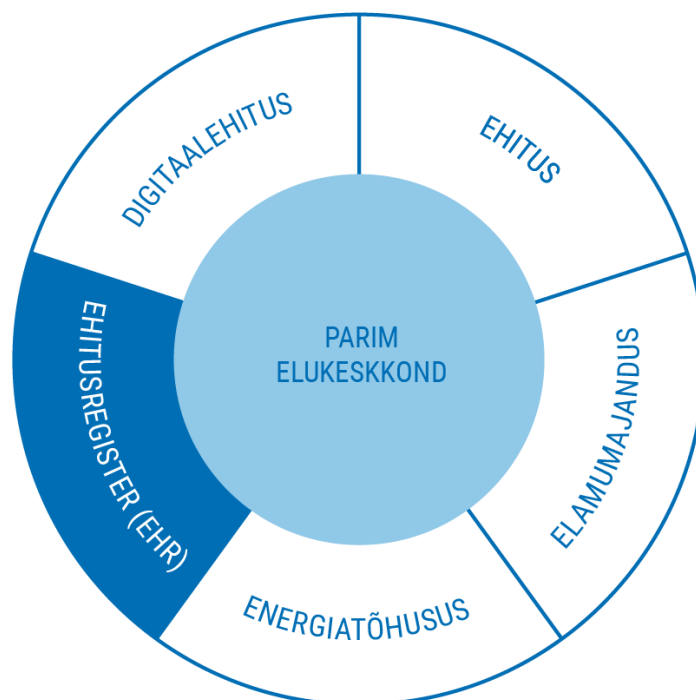 DIGITAALEHITUS
EHITUS
EHITUSREGISTER (EHR)
PARIM
ELUKESKKOND
ELAMUMAJANDUS
ENERGIATÕHUSUS